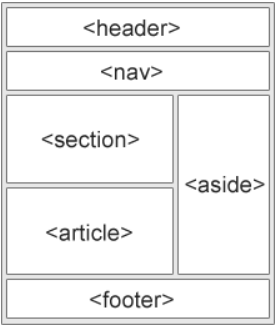 <header>
<nav>
<section>
<aside>
<article>
<footer>